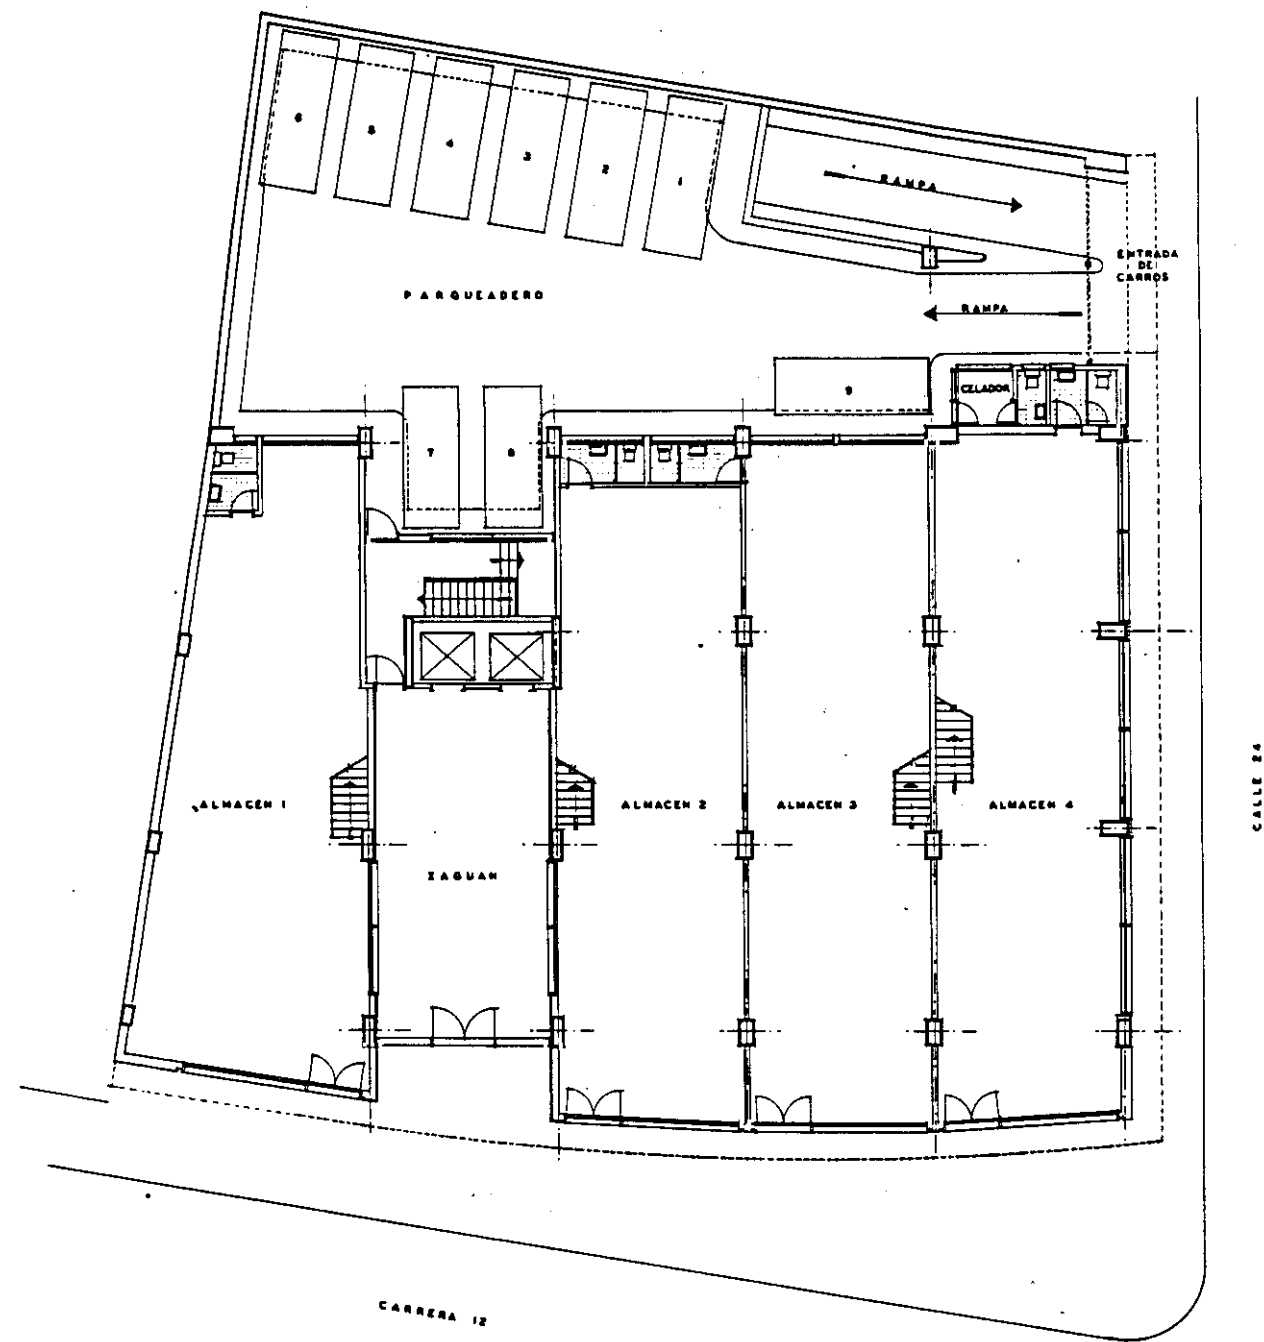 6
5
4
3
2
1
RAMPA
ENTRADA
DE
CARROS
PARQUEADERO
RAMPA
9
CELADOR
7
8
ALMACEN 1
ALMACEN 2
ALMACEN 3
ALMACEN 4
ZAGUAN
CALLE 24
CARRERA 12